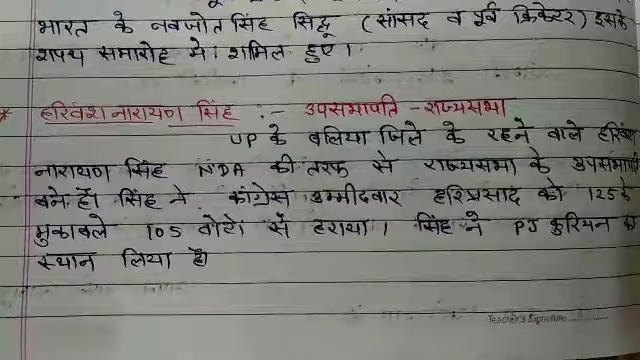 भारत के नवजोत सिंह सिद्धू (सांसद व पूर्व क्रिकेटर) इसके
शपथ समारोह में शामिल हुए।
* हरिवंश नारायण सिंह :- उपसभापति - राज्यसभा
UP के बलिया जिले के रहने वाले हरिवंश
नारायण सिंह NDA की तरफ से राज्यसभा के उपसभापति
बने हैं। सिंह ने कांग्रेस उम्मीदवार हरिप्रसाद को 125 के
मुकाबले 105 वोटों से हराया। सिंह ने PJ कुरियन का
स्थान लिया है।
Teacher's Signature